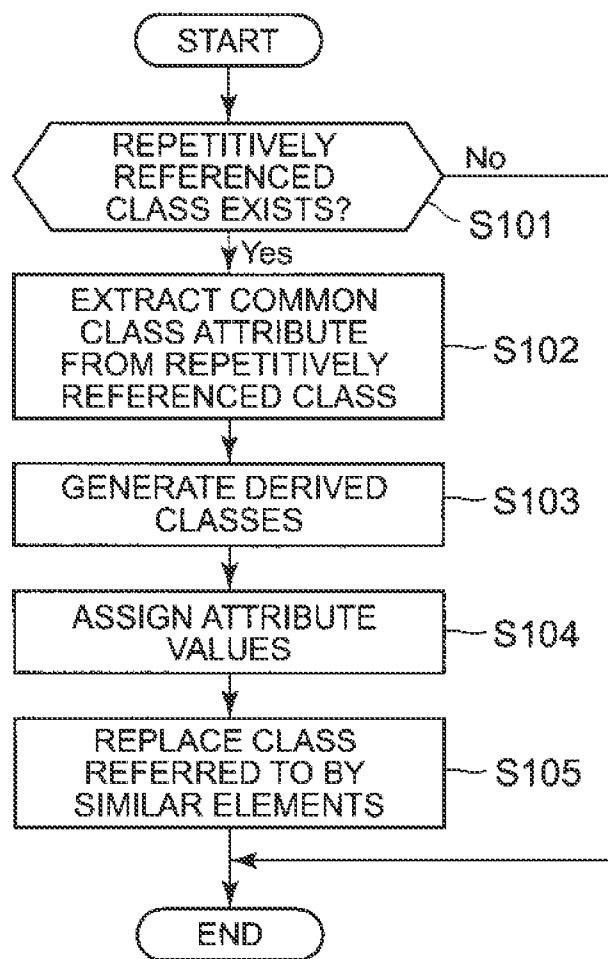 START
REPETITIVELY
REFERENCED
CLASS EXISTS?
No
S101
Yes
EXTRACT COMMON
CLASS ATTRIBUTE
FROM REPETITIVELY
REFERENCED CLASS
S102
GENERATE DERIVED
CLASSES
S103
ASSIGN ATTRIBUTE
VALUES
S104
REPLACE CLASS
REFERRED TO BY
SIMILAR ELEMENTS
S105
END